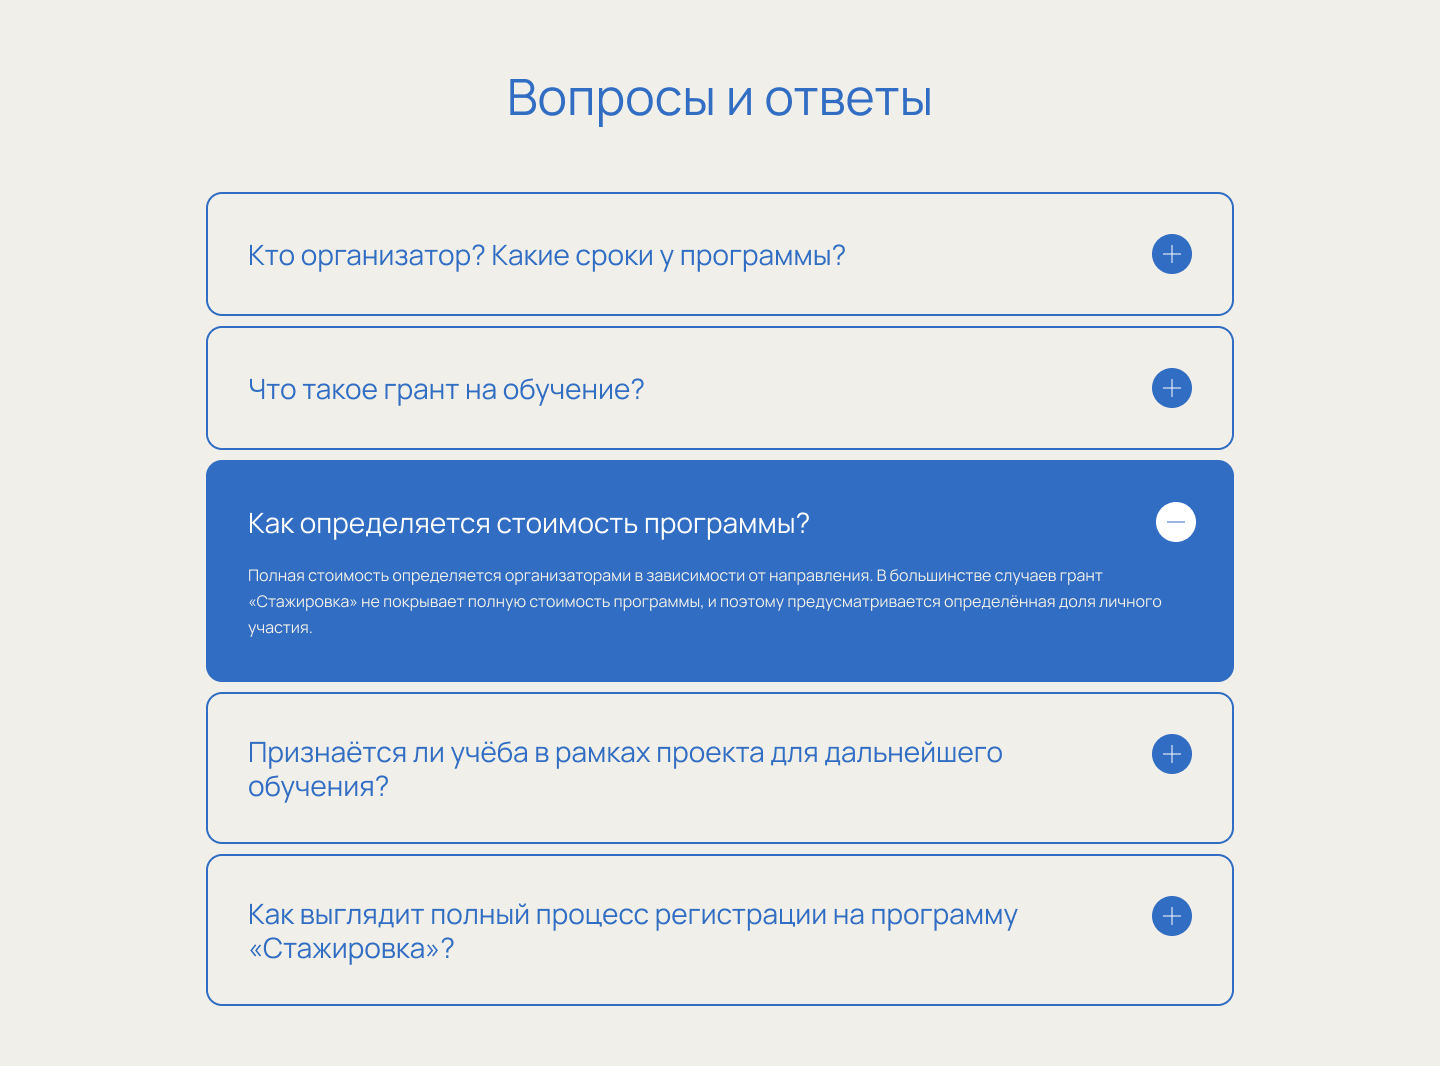 Вопросы и ответы
Кто организатор? Какие сроки у программы?
Что такое грант на обучение?
Как определяется стоимость программы?
Полная стоимость определяется организаторами в зависимости от направления. В большинстве случаев грант
«Стажировка» не покрывает полную стоимость программы, и поэтому предусматривается определённая доля личного
участия.
Признаётся ли учёба в рамках проекта для дальнейшего
обучения?
Как выглядит полный процесс регистрации на программу
«Стажировка»?